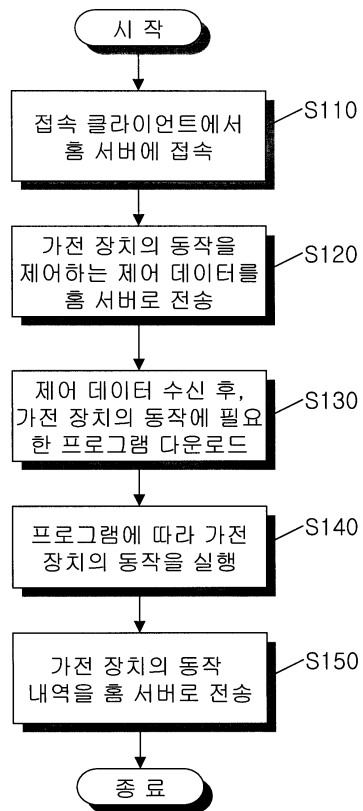 시 작
접속 클라이언트에서
홈 서버에 접속
S110
가전 장치의 동작을
제어하는 제어 데이터를
홈 서버로 전송
S120
제어 데이터 수신 후,
가전 장치의 동작에 필요
한 프로그램 다운로드
S130
프로그램에 따라 가전
장치의 동작을 실행
S140
가전 장치의 동작
내역을 홈 서버로 전송
S150
종 료